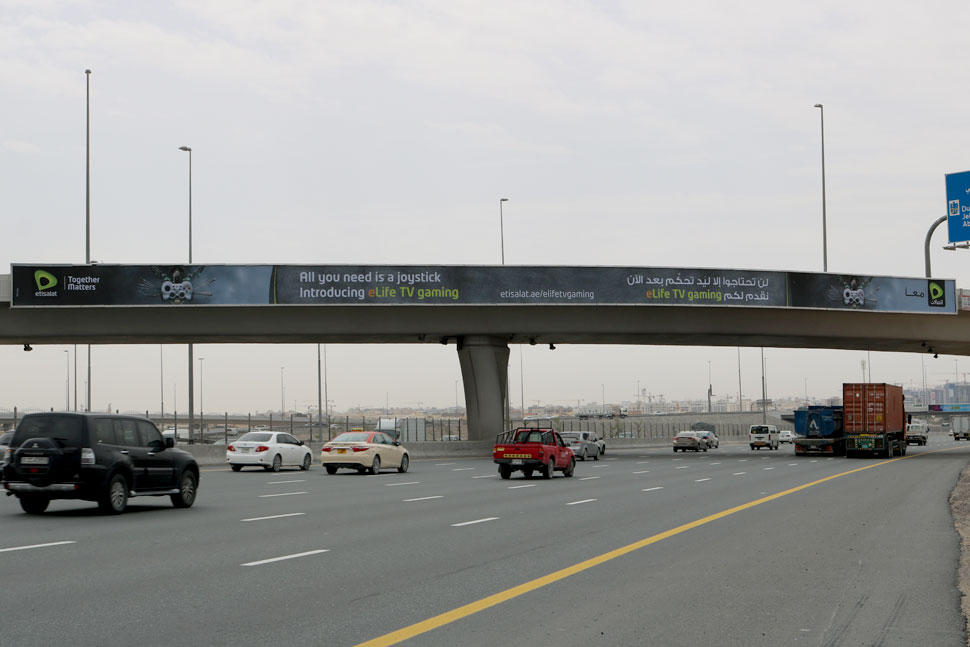 etisalat
Together
Matters
All you need is a joystick
Introducing eLife TV gaming
etisalat.ae/elifetvgaming
لن تحتاجوا إلا ليد تحكّم بعد الآن
نقدم لكم eLife TV gaming
معاً
اتصالات